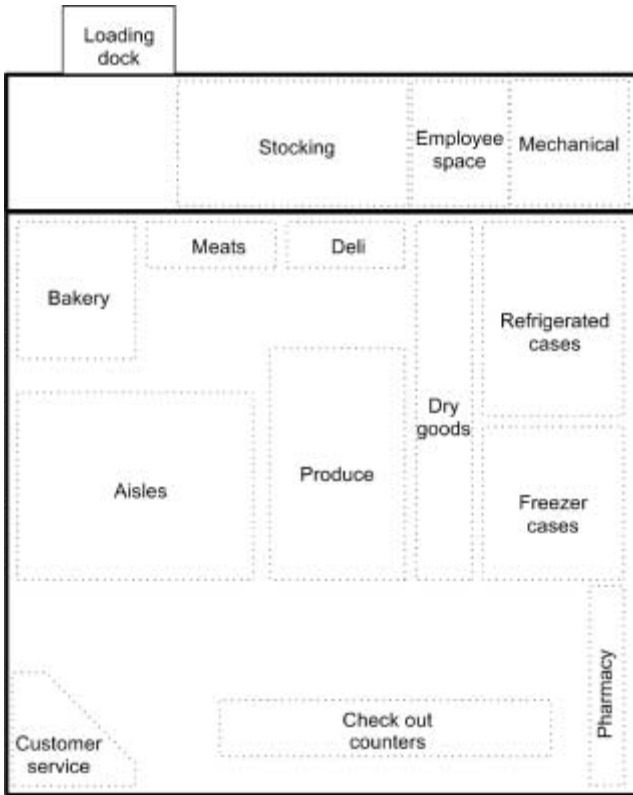 Loading
dock
Stocking
Employee
space
Mechanical
Meats
Deli
Bakery
Refrigerated
cases
Dry
goods
Aisles
Produce
Freezer
cases
Pharmacy
Check out
counters
Customer
service